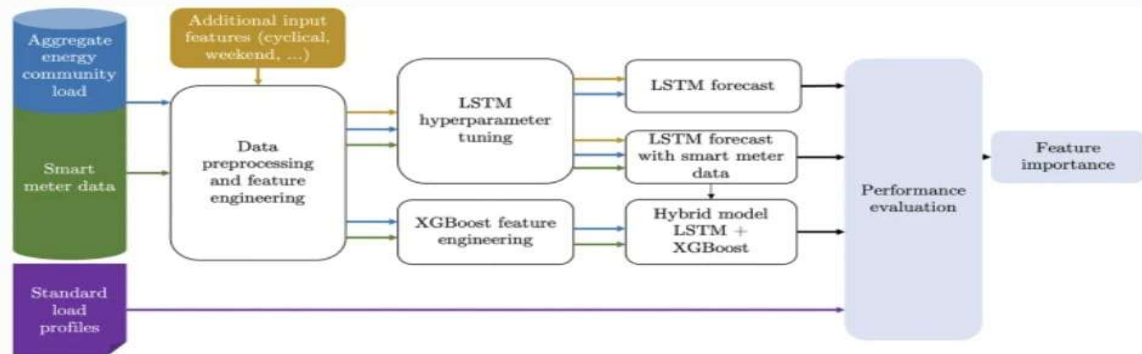 Aggregate
energy
community
load
Smart
meter data
Standard
load
profiles
Additional input
features (cyclical,
weekend, ...)
Data
preprocessing
and feature
engineering
LSTM
hyperparameter
tuning
XGBoost feature
engineering
LSTM forecast
LSTM forecast
with smart meter
data
Hybrid model
LSTM +
XGBoost
Performance
evaluation
Feature
importance